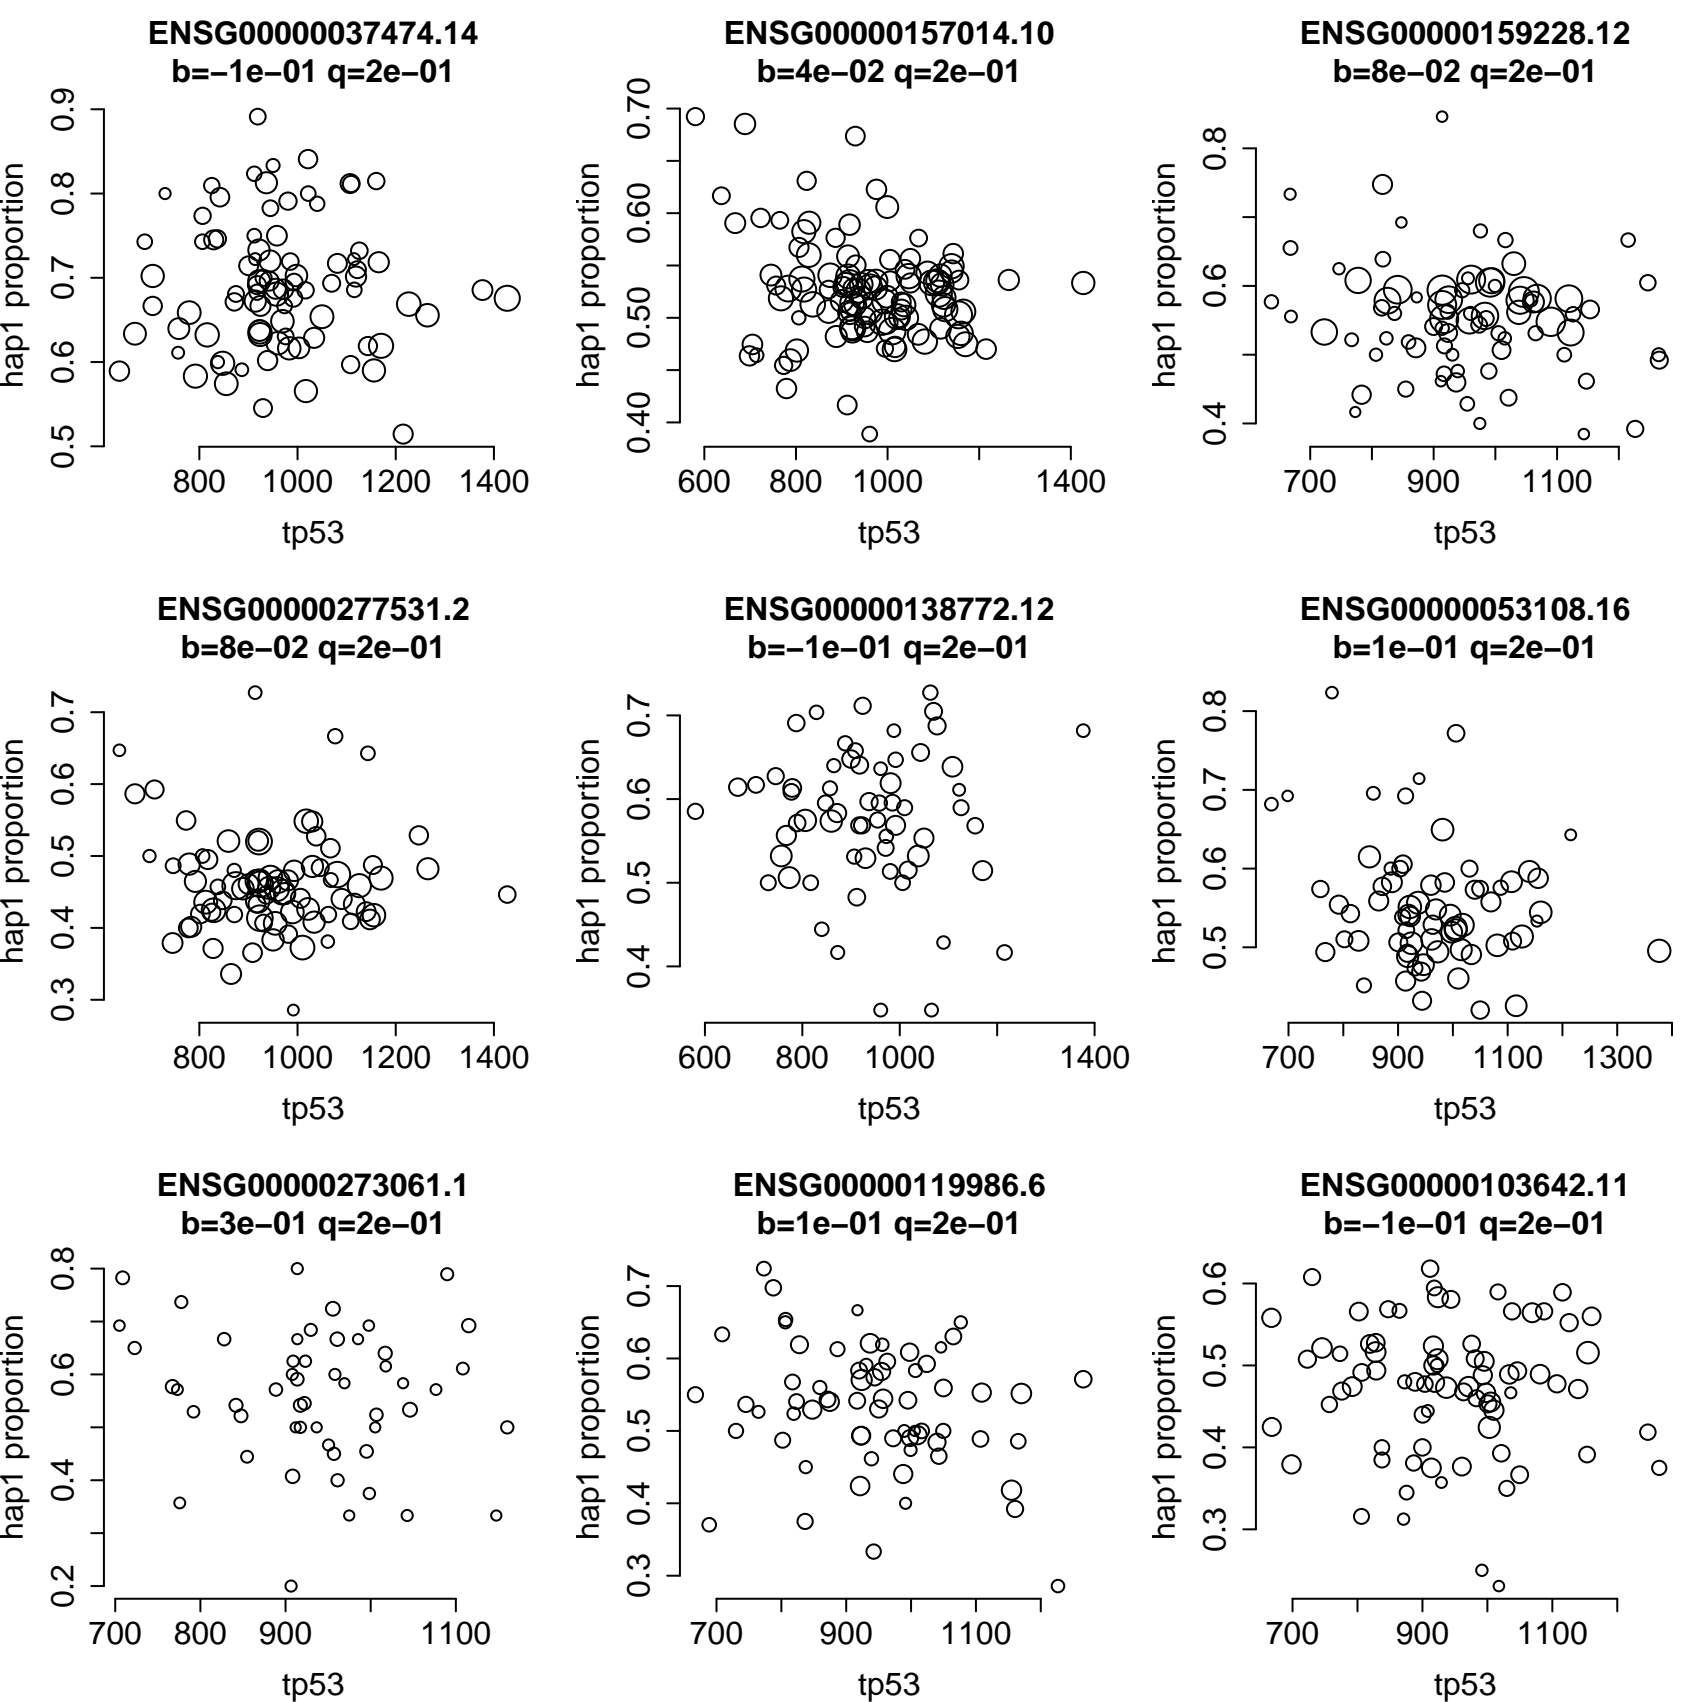 ENSG00000037474.14
b=−1e−01 q=2e−01
hap1 proportion
0.5 0.6 0.7 0.8 0.9
800 1000 1200 1400
tp53
ENSG00000157014.10
b=4e−02 q=2e−01
hap1 proportion
0.40 0.50 0.60 0.70
600 800 1000 1400
tp53
ENSG00000159228.12
b=8e−02 q=2e−01
hap1 proportion
0.4 0.6 0.8
700 900 1100
tp53
ENSG00000277531.2
b=8e−02 q=2e−01
hap1 proportion
0.3 0.4 0.5 0.6 0.7
800 1000 1200 1400
tp53
ENSG00000138772.12
b=−1e−01 q=2e−01
hap1 proportion
0.4 0.5 0.6 0.7
600 800 1000 1400
tp53
ENSG00000053108.16
b=1e−01 q=2e−01
hap1 proportion
0.5 0.6 0.7 0.8
700 900 1100 1300
tp53
ENSG00000273061.1
b=3e−01 q=2e−01
hap1 proportion
0.2 0.4 0.6 0.8
700 800 900 1100
tp53
ENSG00000119986.6
b=1e−01 q=2e−01
hap1 proportion
0.3 0.4 0.5 0.6 0.7
700 900 1100
tp53
ENSG00000103642.11
b=−1e−01 q=2e−01
hap1 proportion
0.3 0.4 0.5 0.6
700 900 1100
tp53